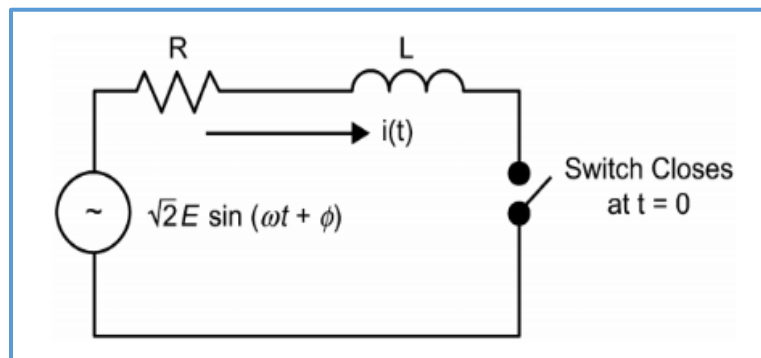 R
L
i(t)
Switch Closes
at t = 0
~
√2E sin (ωt + ϕ)